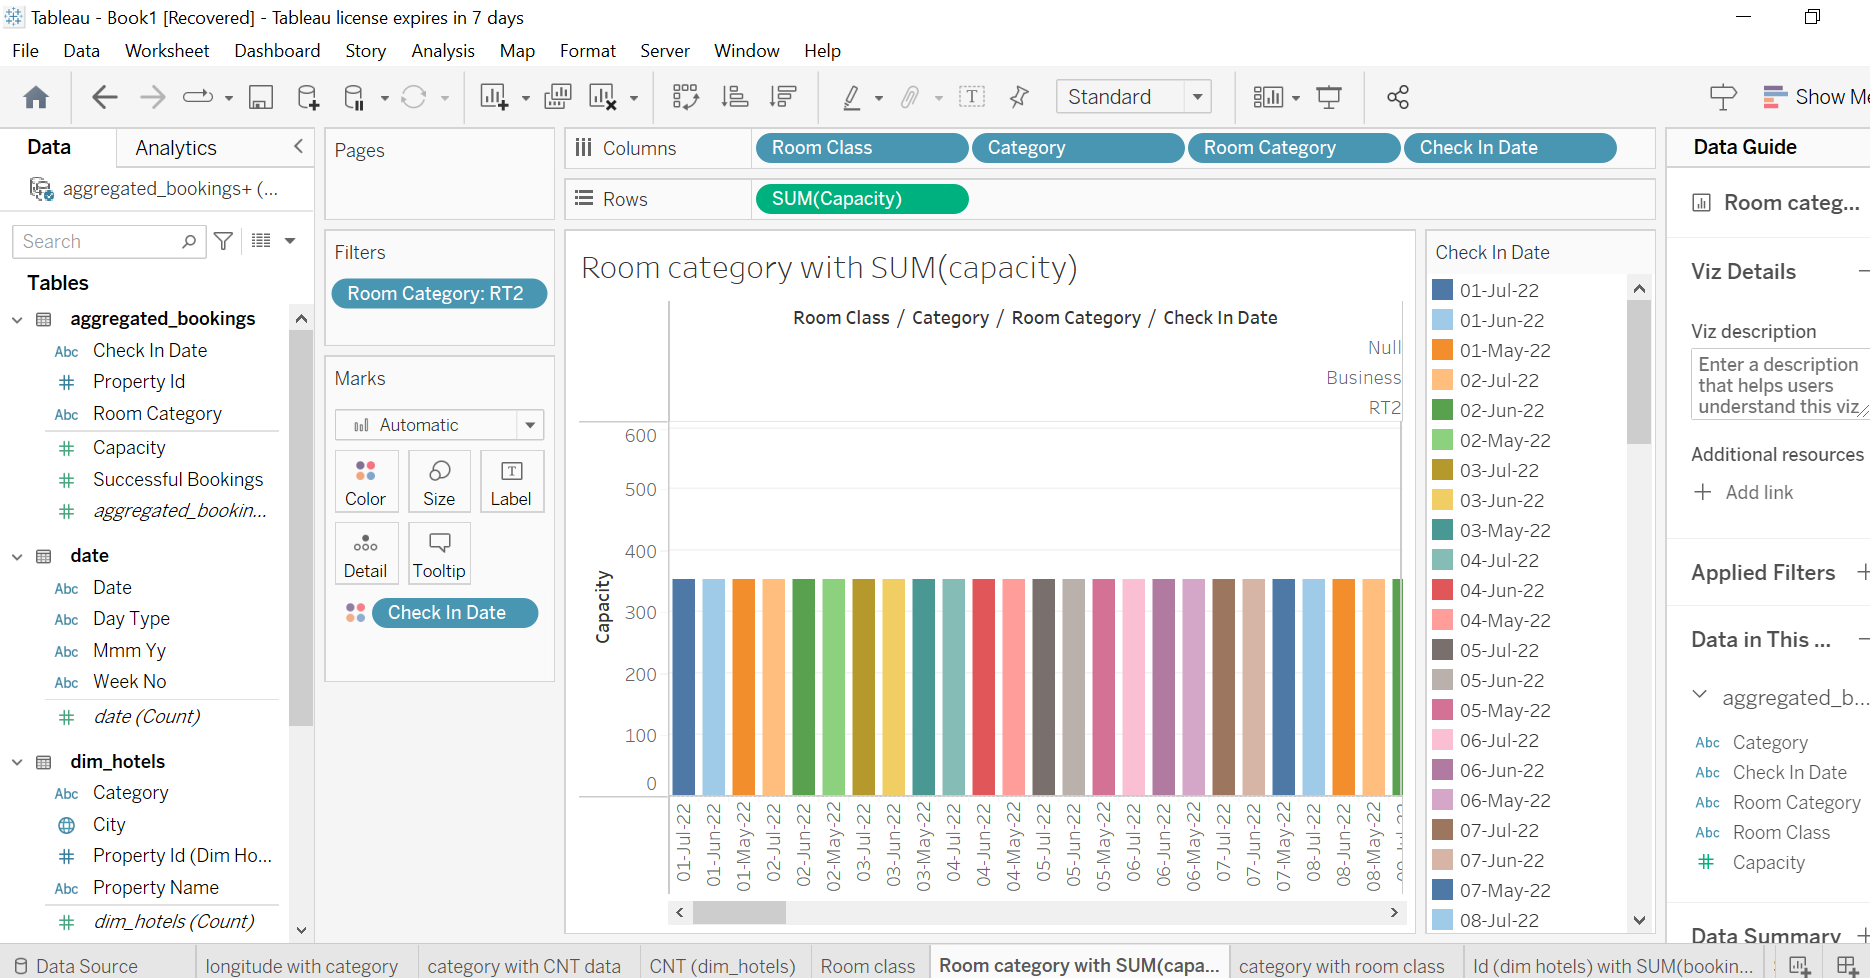 Tableau - Book1 [Recovered] - Tableau license expires in 7 days
File Data Worksheet Dashboard Story Analysis Map Format Server Window Help
Standard
Show Me
Data
Analytics
aggregated_bookings+ (...
Search
Tables
aggregated_bookings
Abc Check In Date
# Property Id
Abc Room Category
# Capacity
# Successful Bookings
# aggregated_bookin...
date
Abc Date
Abc Day Type
Abc Mmm Yy
Abc Week No
# date (Count)
dim_hotels
Abc Category
City
# Property Id (Dim Ho...
Abc Property Name
# dim_hotels (Count)
Pages
Filters
Room Category: RT2
Marks
Automatic
Color
Size
Label
Detail
Tooltip
Check In Date
Columns
Room Class
Category
Room Category
Check In Date
Rows
SUM(Capacity)
Room category with SUM(capacity)
Room Class / Category / Room Category / Check In Date
Null
Business
RT2
600
500
400
300
200
100
0
Capacity
01-Jul-22
01-Jun-22
01-May-22
02-Jul-22
02-Jun-22
02-May-22
03-Jul-22
03-Jun-22
03-May-22
04-Jul-22
04-Jun-22
04-May-22
05-Jul-22
05-Jun-22
05-May-22
06-Jul-22
06-Jun-22
06-May-22
07-Jul-22
07-Jun-22
07-May-22
08-Jul-22
08-Jun-22
08-May-22
Check In Date
01-Jul-22
01-Jun-22
01-May-22
02-Jul-22
02-Jun-22
02-May-22
03-Jul-22
03-Jun-22
03-May-22
04-Jul-22
04-Jun-22
04-May-22
05-Jul-22
05-Jun-22
05-May-22
06-Jul-22
06-Jun-22
06-May-22
07-Jul-22
07-Jun-22
07-May-22
08-Jul-22
Data Guide
Room categ...
Viz Details
Viz description
Enter a description
that helps users
understand this viz
Additional resources
Add link
Applied Filters
Data in This ...
aggregated_b...
Abc Category
Abc Check In Date
Abc Room Category
Abc Room Class
# Capacity
Data Summary
Data Source
longitude with category
category with CNT data
CNT (dim_hotels)
Room class
Room category with SUM(capa...
category with room class
Id (dim hotels) with SUM(bookin...